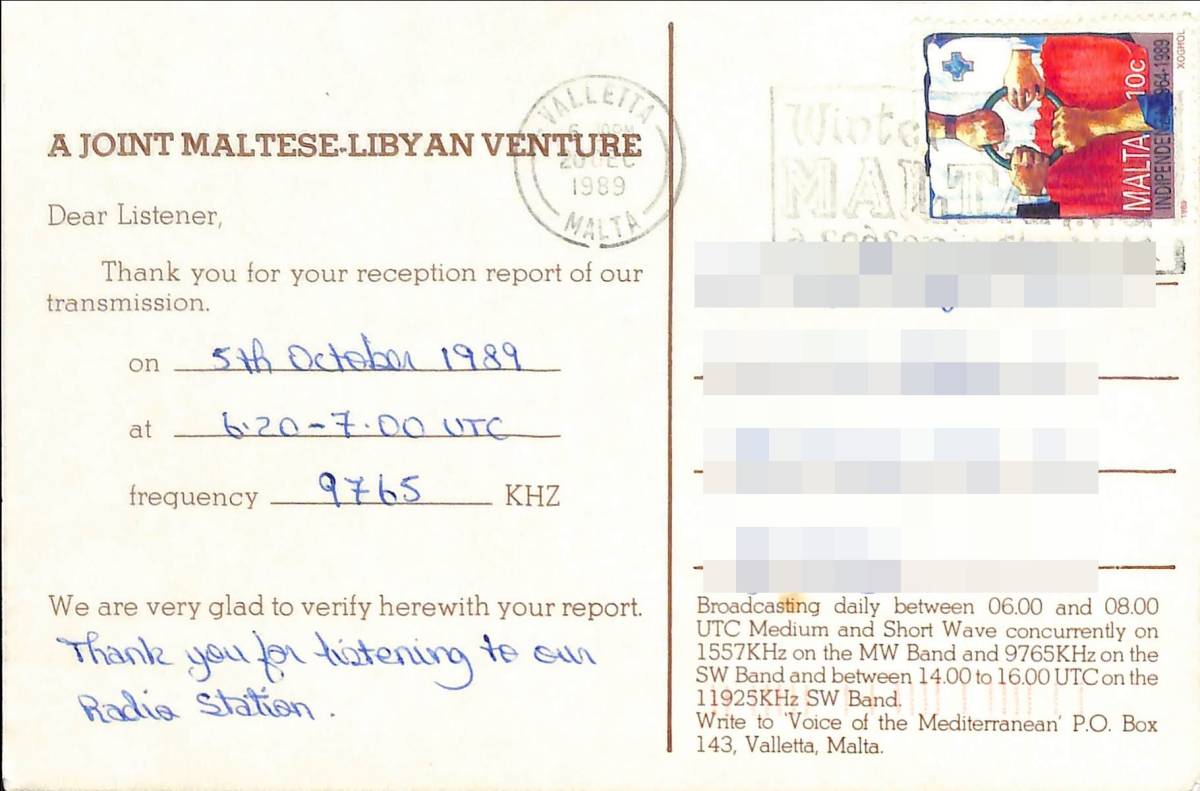 A JOINT MALTESE-LIBYAN VENTURE
Dear Listener,
Thank you for your reception report of our
transmission.
on 5th October 1989
at 6.20-7.00 UTC
frequency 9765 KHZ
We are very glad to verify herewith your report.
Thank you for listening to our
Radio Station.
VALLETTA
20 DEC
1989
MALTA
MALTA 10c
XOGĦOL
1989
Broadcasting daily between 06.00 and 08.00
UTC Medium and Short Wave concurrently on
1557KHz on the MW Band and 9765KHz on the
SW Band and between 14.00 to 16.00 UTC on the
11925KHz SW Band.
Write to 'Voice of the Mediterranean' P.O. Box
143, Valletta, Malta.